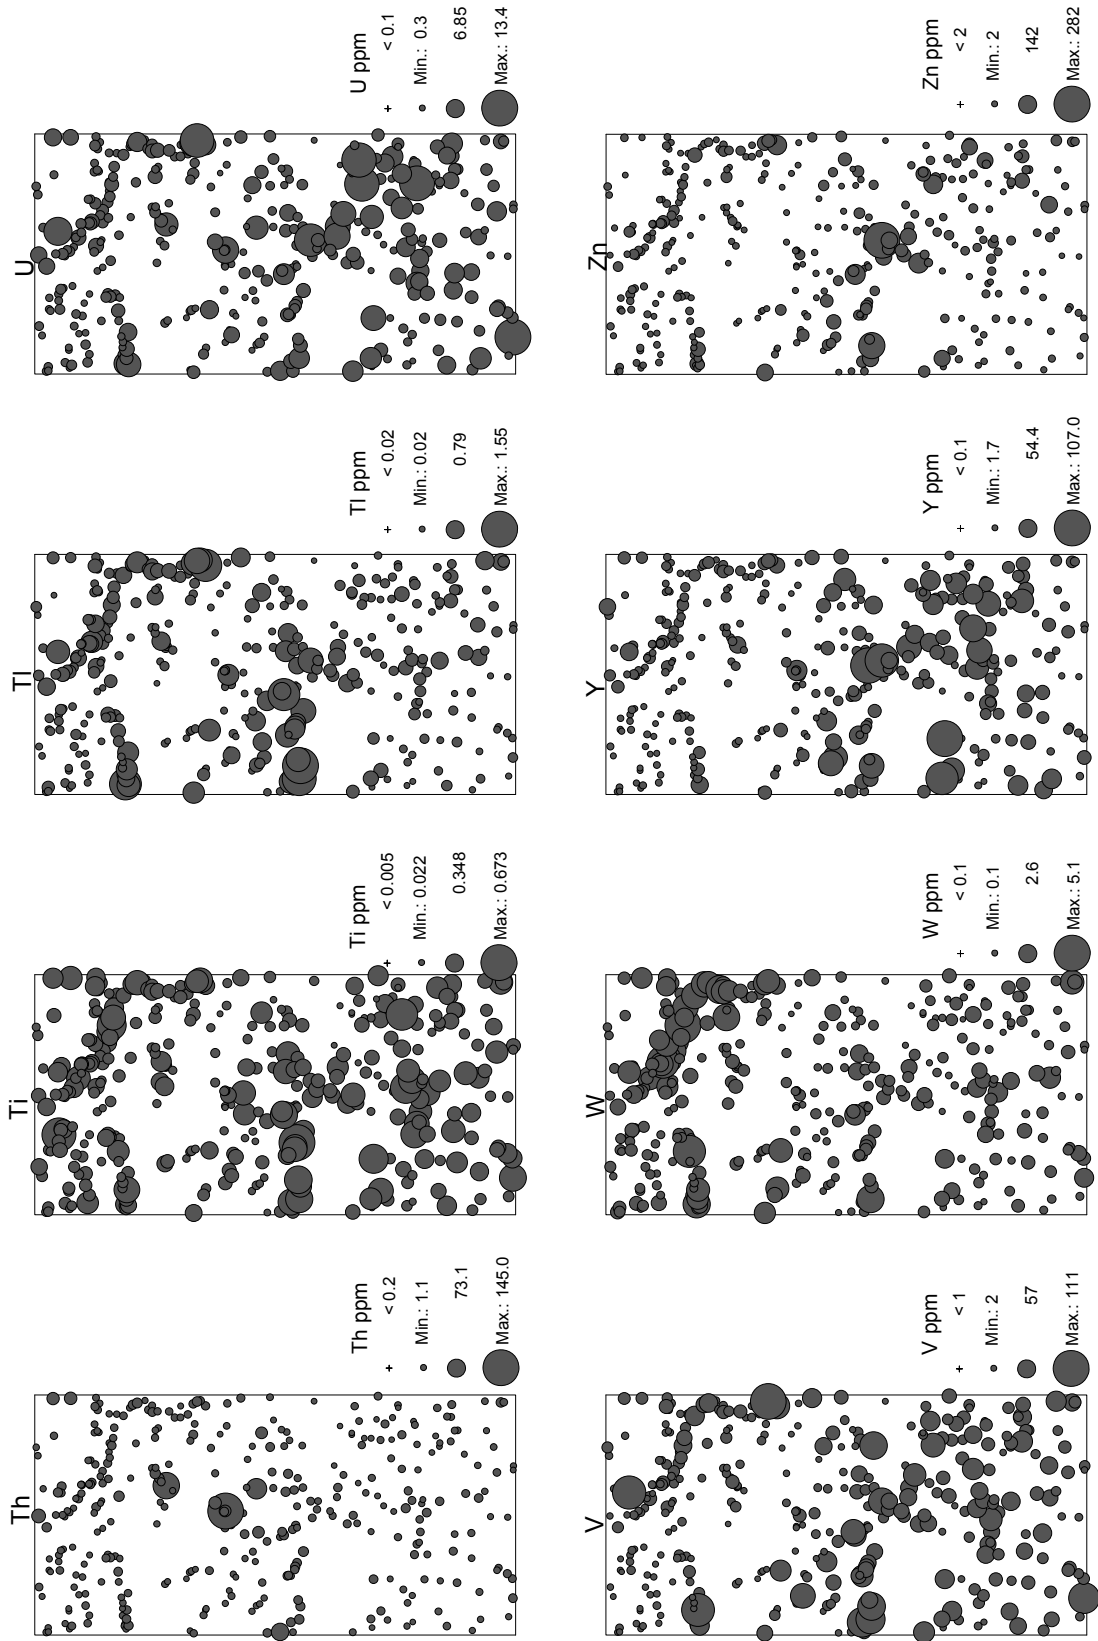 Th
Th ppm
< 0.2
Min.: 1.1
73.1
Max.: 145.0
Ti
Ti ppm
< 0.005
Min.: 0.022
0.348
Max.: 0.673
Tl
Tl ppm
< 0.02
Min.: 0.02
0.79
Max.: 1.55
U
U ppm
< 0.1
Min.: 0.3
6.85
Max.: 13.4
V
V ppm
< 1
Min.: 2
57
Max.: 111
W
W ppm
< 0.1
Min.: 0.1
2.6
Max.: 5.1
Y
Y ppm
< 0.1
Min.: 1.7
54.4
Max.: 107.0
Zn
Zn ppm
< 2
Min.: 2
142
Max.: 282